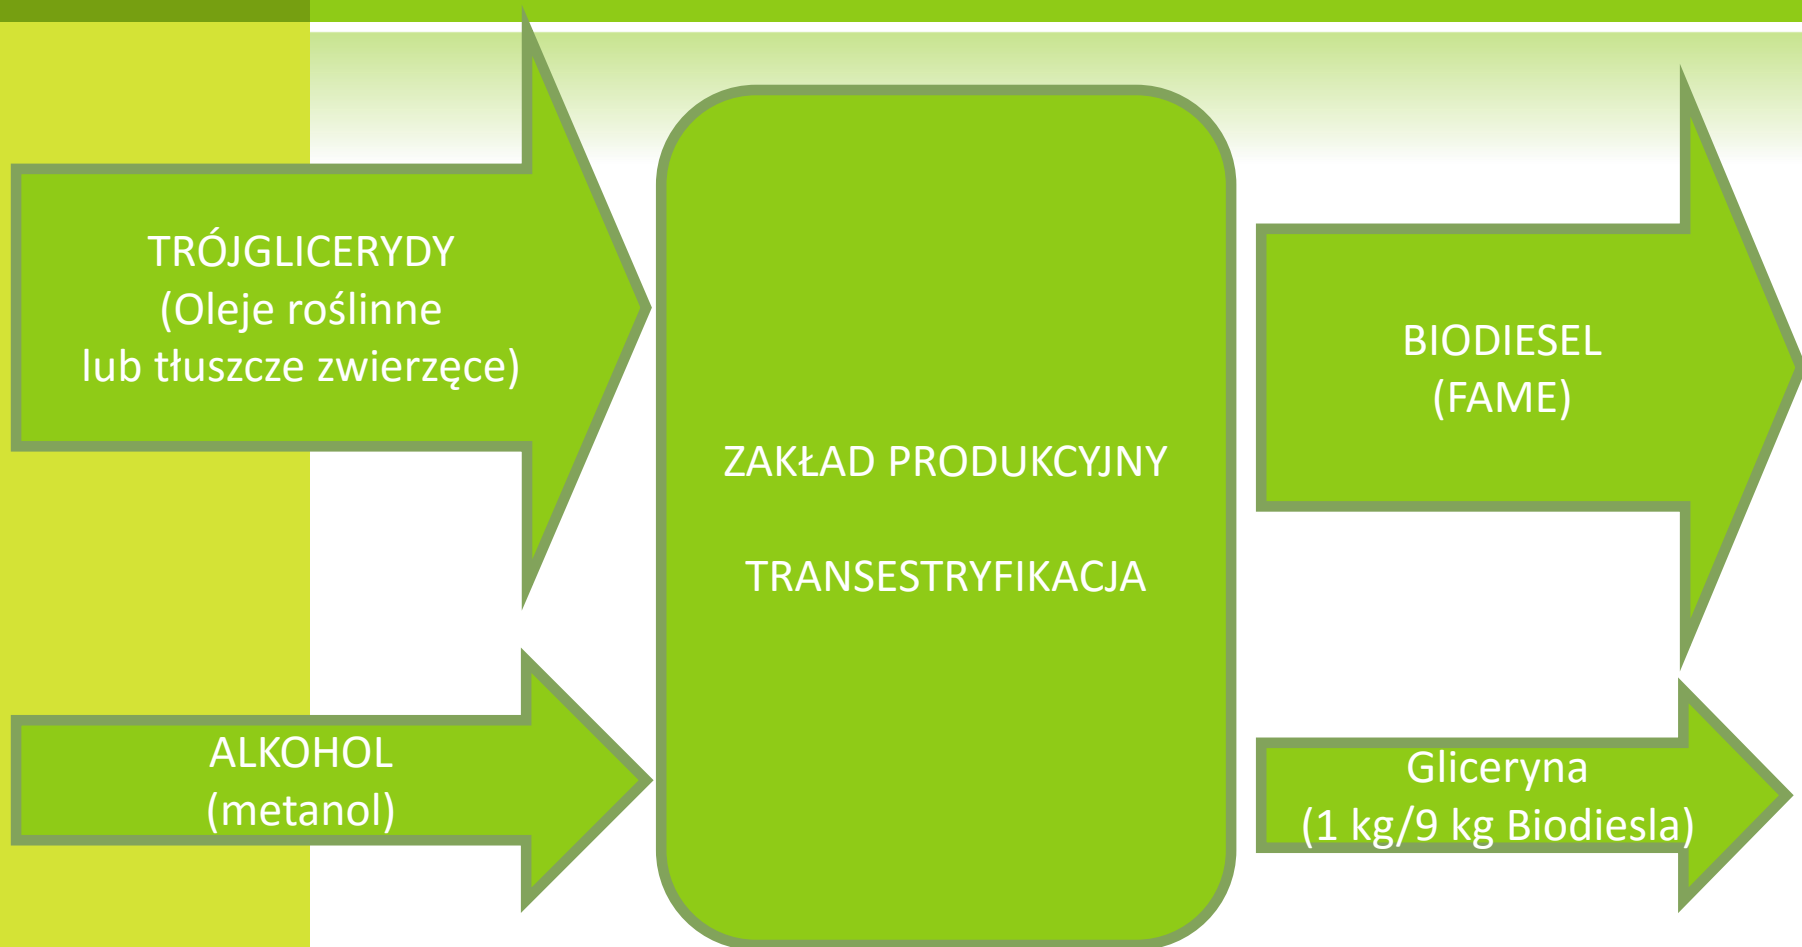 TRÓJGLICERYDY
(Oleje roślinne
lub tłuszcze zwierzęce)
ALKOHOL
(metanol)
ZAKŁAD PRODUKCYJNY
TRANSESTRYFIKACJA
BIODIESEL
(FAME)
Gliceryna
(1 kg/9 kg Biodiesla)